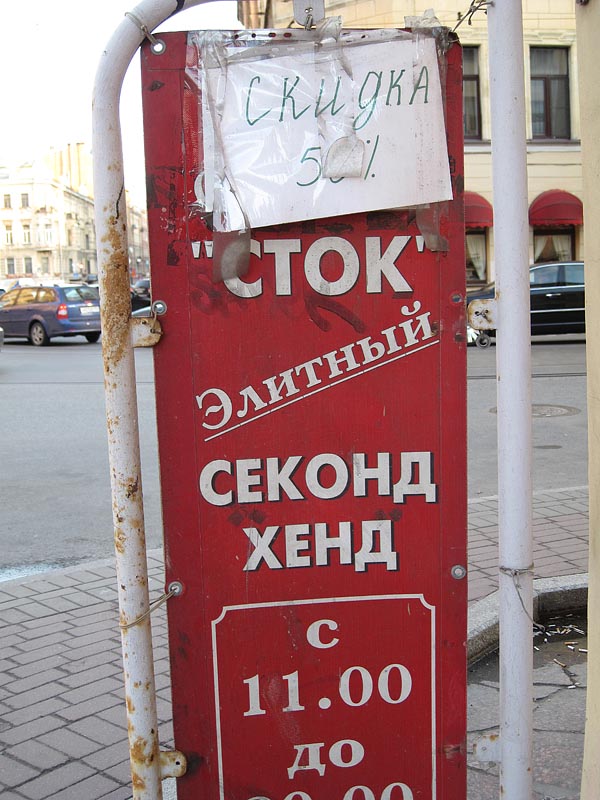 скидка
50%
"СТОК"
Элитный
СЕКОНД
ХЕНД
с
11.00
до